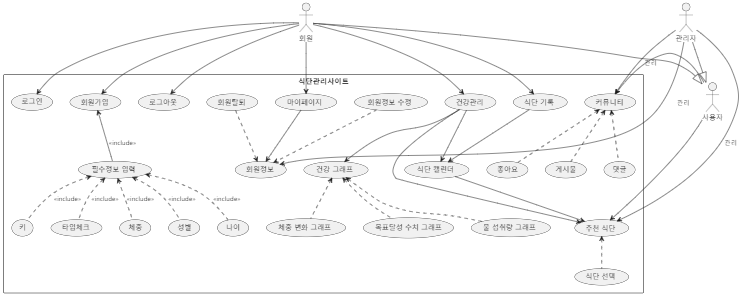 회원
관리자
식단관리사이트
관리
사용자
로그인
회원가입
로그아웃
회원탈퇴
마이페이지
회원정보 수정
건강관리
식단 기록
커뮤니티
관리
«include»
관리
필수정보 입력
회원정보
건강 그래프
식단 캘린더
좋아요
게시물
댓글
«include»
«include»
«include»
«include»
키
타임체크
체중
성별
나이
체중 변화 그래프
목표달성 수치 그래프
물 섭취량 그래프
추천 식단
식단 선택